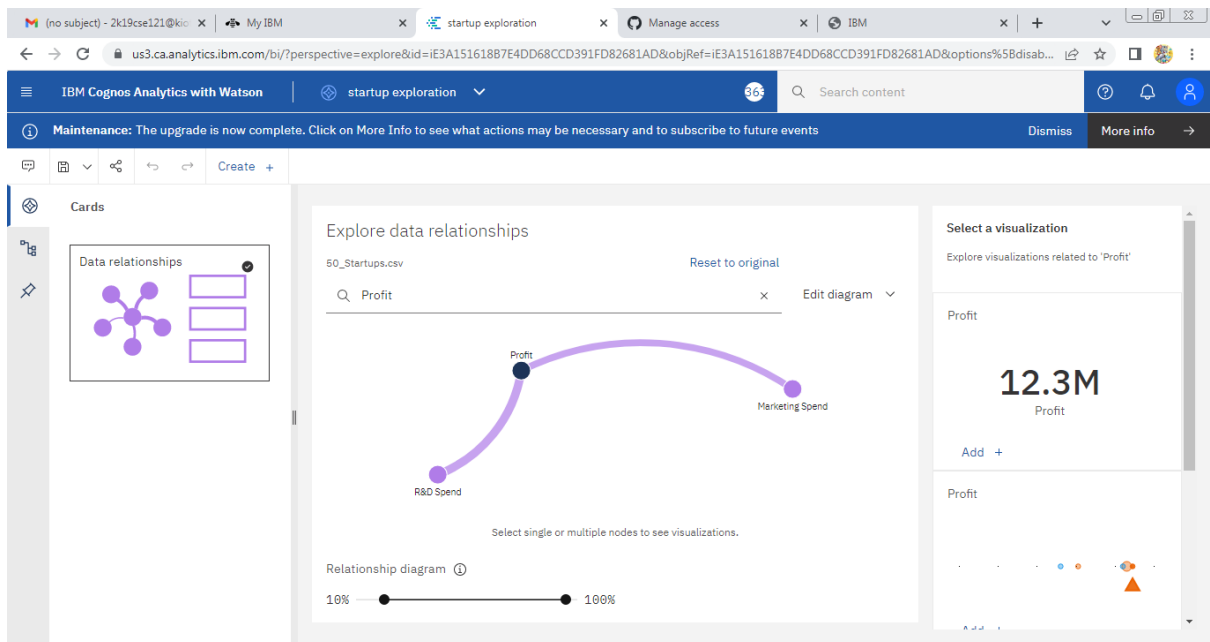 (no subject) - 2k19cse121@kio
My IBM
startup exploration
Manage access
IBM
us3.ca.analytics.ibm.com/bi/?perspective=explore&id=iE3A151618B7E4DD68CCD391FD82681AD&objRef=iE3A151618B7E4DD68CCD391FD82681AD&options%5Bdisab...
IBM Cognos Analytics with Watson
startup exploration
363
Search content
Maintenance: The upgrade is now complete. Click on More Info to see what actions may be necessary and to subscribe to future events
Dismiss
More info
Create +
Cards
Data relationships
Explore data relationships
50_Startups.csv
Reset to original
Profit
Edit diagram
Profit
Marketing Spend
R&D Spend
Select single or multiple nodes to see visualizations.
Relationship diagram
10%
100%
Select a visualization
Explore visualizations related to 'Profit'
Profit
12.3M
Profit
Add +
Profit